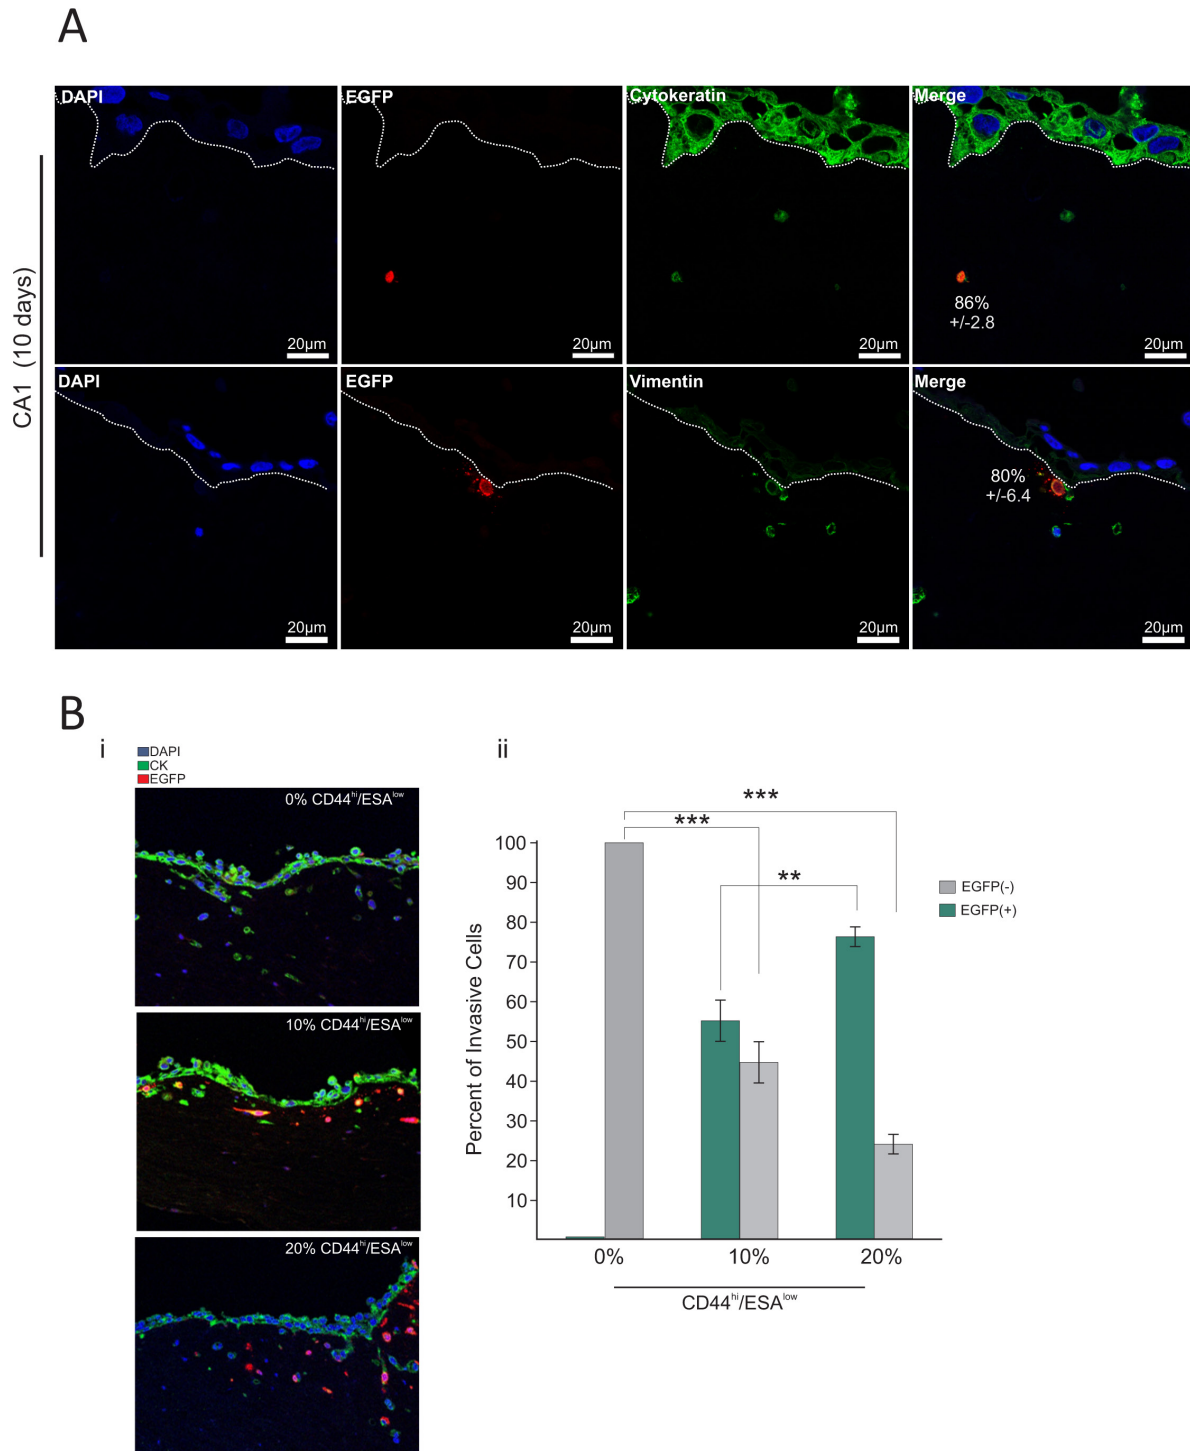 A
CA1 (10 days)
DAPI
EGFP
Cytokeratin
Merge
86%
+/-2.8
20µm
20µm
20µm
20µm
DAPI
EGFP
Vimentin
Merge
80%
+/-6.4
20µm
20µm
20µm
20µm
B
i
DAPI
CK
EGFP
0% CD44hi/ESAlow
10% CD44hi/ESAlow
20% CD44hi/ESAlow
ii
***
***
**
100
90
80
70
60
50
40
30
20
10
Percent of Invasive Cells
EGFP(-)
EGFP(+)
0%
10%
20%
CD44hi/ESAlow